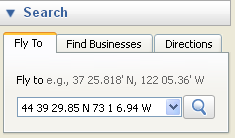 Search
Fly To Find Businesses Directions
Fly to e.g., 37 25.818' N, 122 05.36' W
44 39 29.85 N 73 1 6.94 W